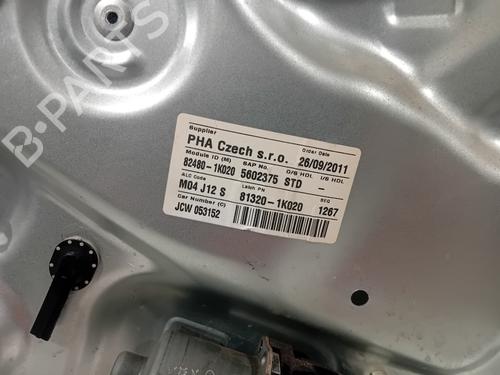 B-PARTS
Supplier Order Date
PHA Czech s.r.o. 26/09/2011
Module ID (M) SAP No. O/S HDL I/S HDL
82480-1K020 5602375 STD -
ALC Code Latch PN SEQ
M04 J12 S 81320-1K020 1267
Car Number (C)
JCW 053152